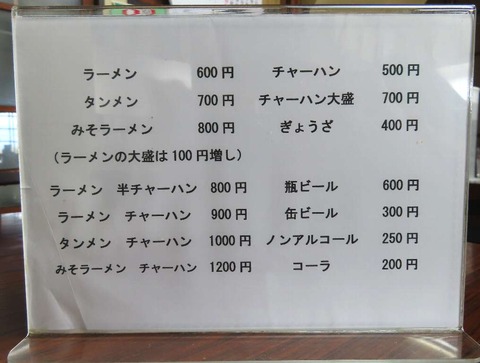 ラーメン 600円 チャーハン 500円
タンメン 700円 チャーハン大盛 700円
みそラーメン 800円 ぎょうざ 400円
（ラーメンの大盛は100円増し）
ラーメン 半チャーハン 800円 瓶ビール 600円
ラーメン チャーハン 900円 缶ビール 300円
タンメン チャーハン 1000円 ノンアルコール 250円
みそラーメン チャーハン 1200円 コーラ 200円